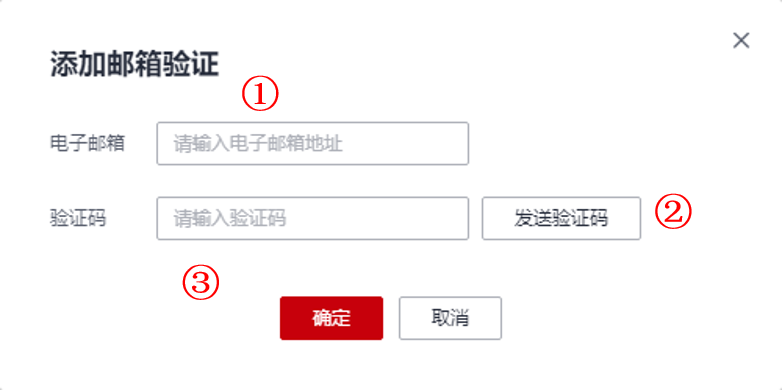 添加邮箱验证
①
电子邮箱 请输入电子邮箱地址
验证码 请输入验证码 发送验证码 ②
③
确定 取消